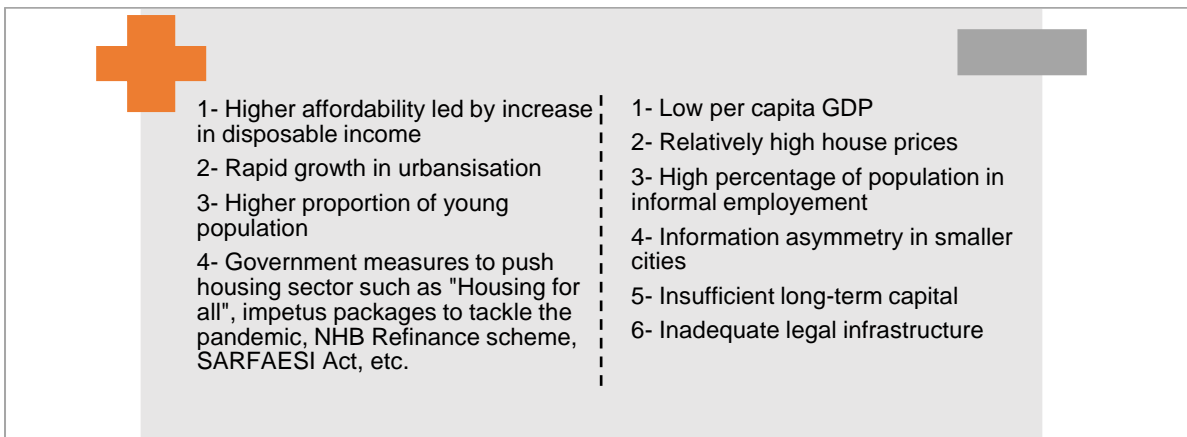 1- Higher affordability led by increase
in disposable income
2- Rapid growth in urbansisation
3- Higher proportion of young
population
4- Government measures to push
housing sector such as "Housing for
all", impetus packages to tackle the
pandemic, NHB Refinance scheme,
SARFAESI Act, etc.
1- Low per capita GDP
2- Relatively high house prices
3- High percentage of population in
informal employement
4- Information asymmetry in smaller
cities
5- Insufficient long-term capital
6- Inadequate legal infrastructure